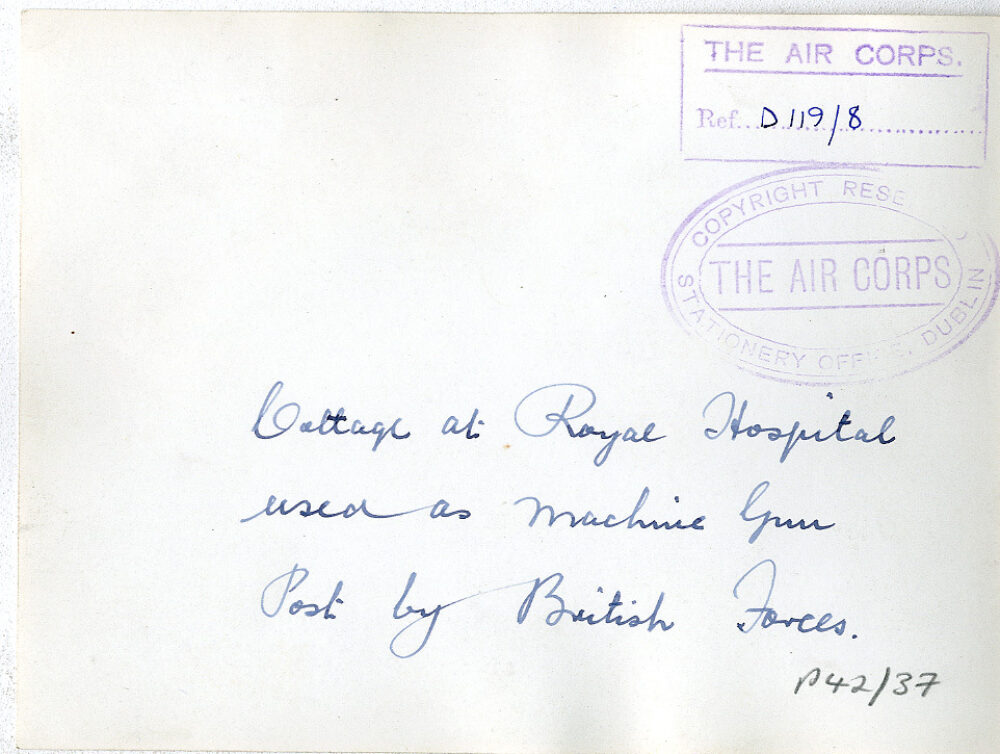 THE AIR CORPS.
Ref. D 119/8
COPYRIGHT RESE
THE AIR CORPS
STATIONERY OFFICE, DUBLIN
Cottage at Royal Hospital
used as Machine Gun
Post by British Forces.
P42/37